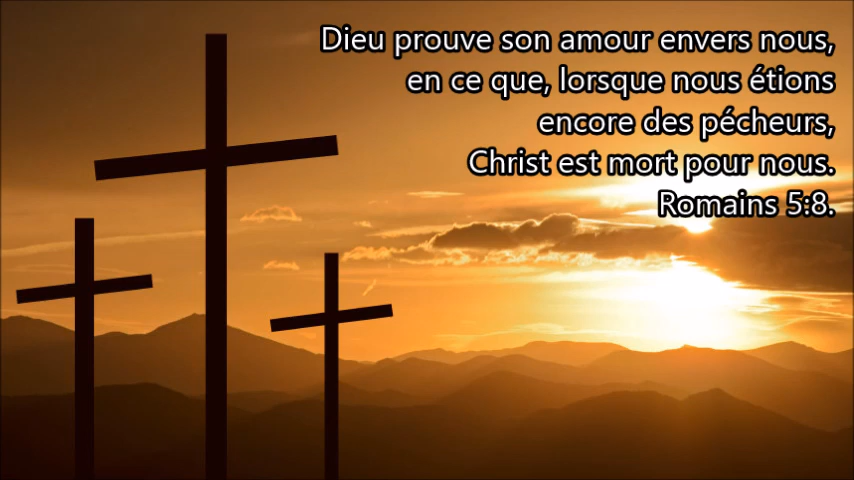 Dieu prouve son amour envers nous,
en ce que, lorsque nous étions
encore des pécheurs,
Christ est mort pour nous.
Romains 5:8.